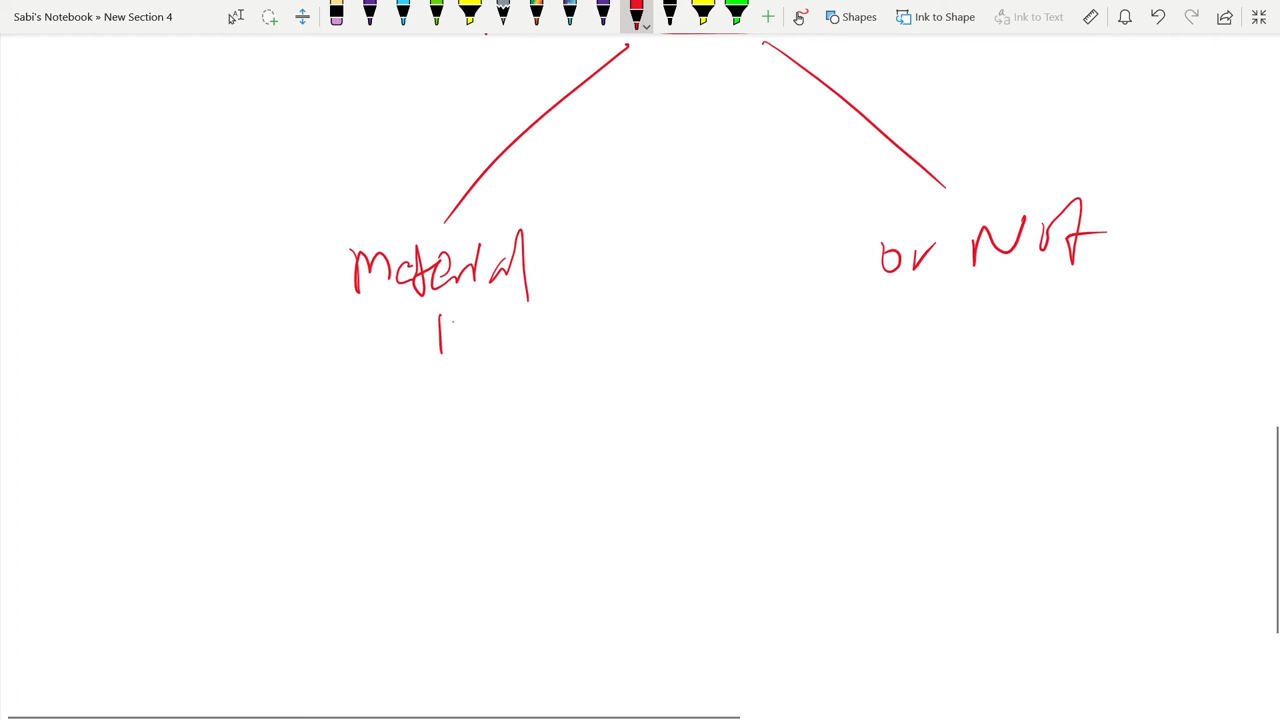 Sabi's Notebook » New Section 4
Shapes
Ink to Shape
Ink to Text
Material
or Not